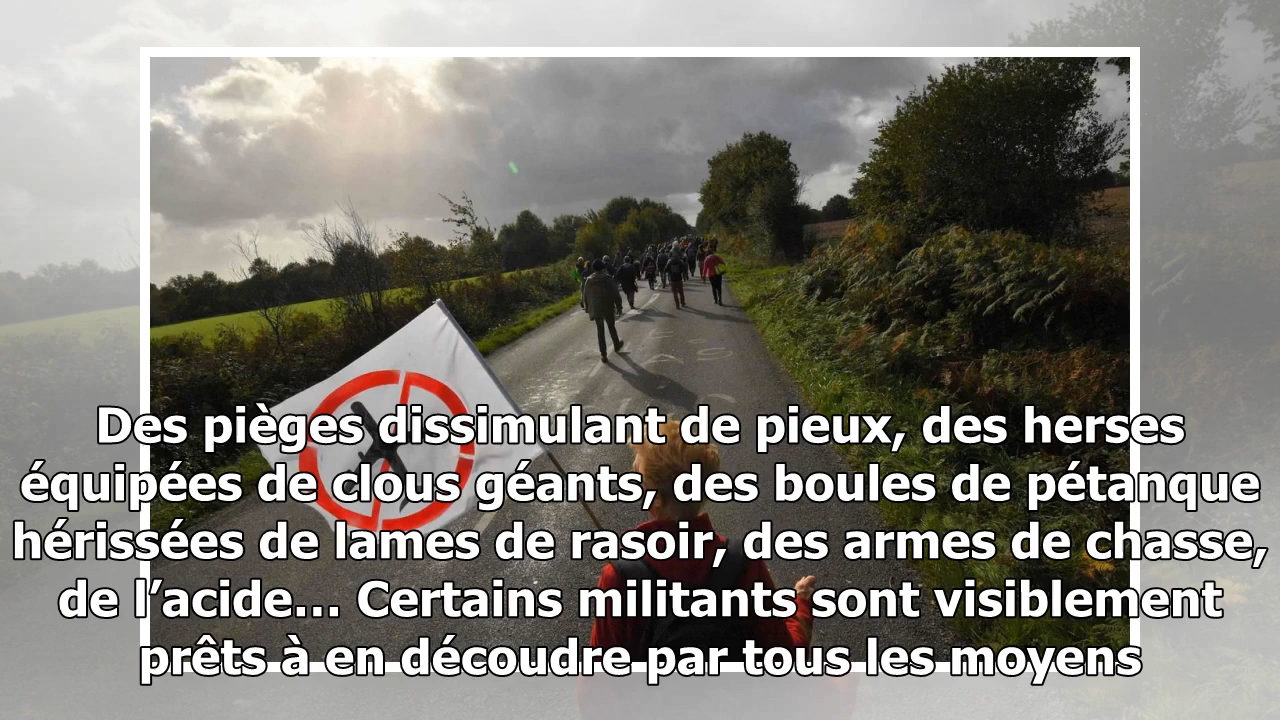 Des pièges dissimulant de pieux, des herses
équipées de clous géants, des boules de pétanque
hérissées de lames de rasoir, des armes de chasse,
de l’acide... Certains militants sont visiblement
prêts à en découdre par tous les moyens